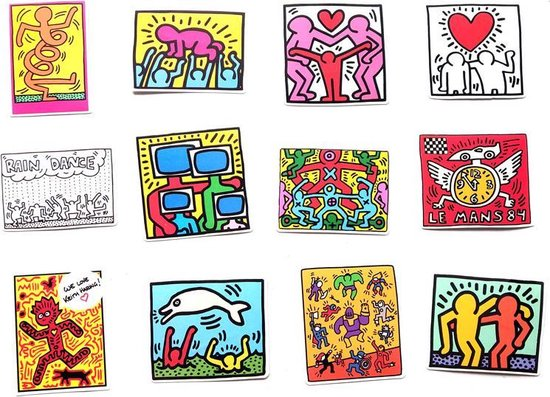 RAIN DANCE
LE MANS 84
WE LOVE
KEITH HARING!